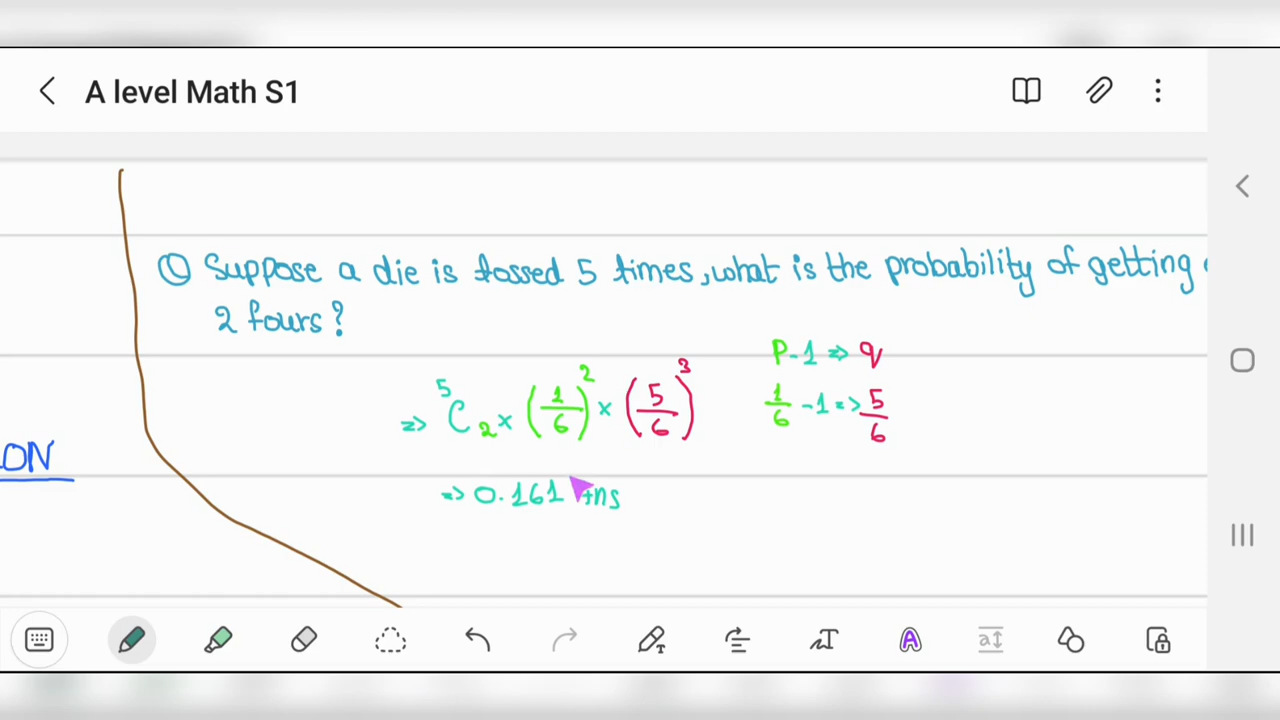 A level Math S1
① Suppose a die is tossed 5 times, what is the probability of getting
2 fours?
P-1 => q
=> ⁵C₂ × (1/6)² × (5/6)³
1/6 -1 => 5/6
ON
=> 0.161 Ans